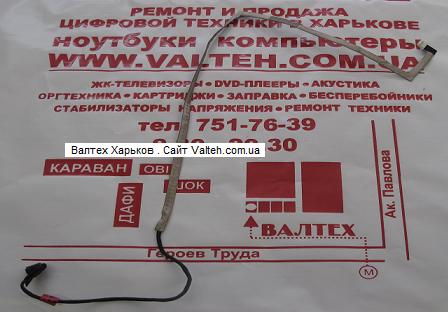 РЕМОНТ И ПРОДАЖА
ЦИФРОВОЙ ТЕХНИКИ В ХАРЬКОВЕ
ноутбуки компьютеры
WWW.VALTEH.COM.UA
ЖК-ТЕЛЕВИЗОРЫ • DVD-ПЛЕЕРЫ • АКУСТИКА
ОРГТЕХНИКА • КАРТРИДЖИ • ЗАПРАВКА • БЕСПЕРЕБОЙНИКИ
СТАБИЛИЗАТОРЫ НАПРЯЖЕНИЯ • РЕМОНТ ТЕХНИКИ
тел. 751-76-39
30
Валтех Харьков . Сайт Valteh.com.ua
КАРАВАН
ДАФИ
ШОК
ВАЛТЕХ
Ак. Павлова
Героев Труда
М